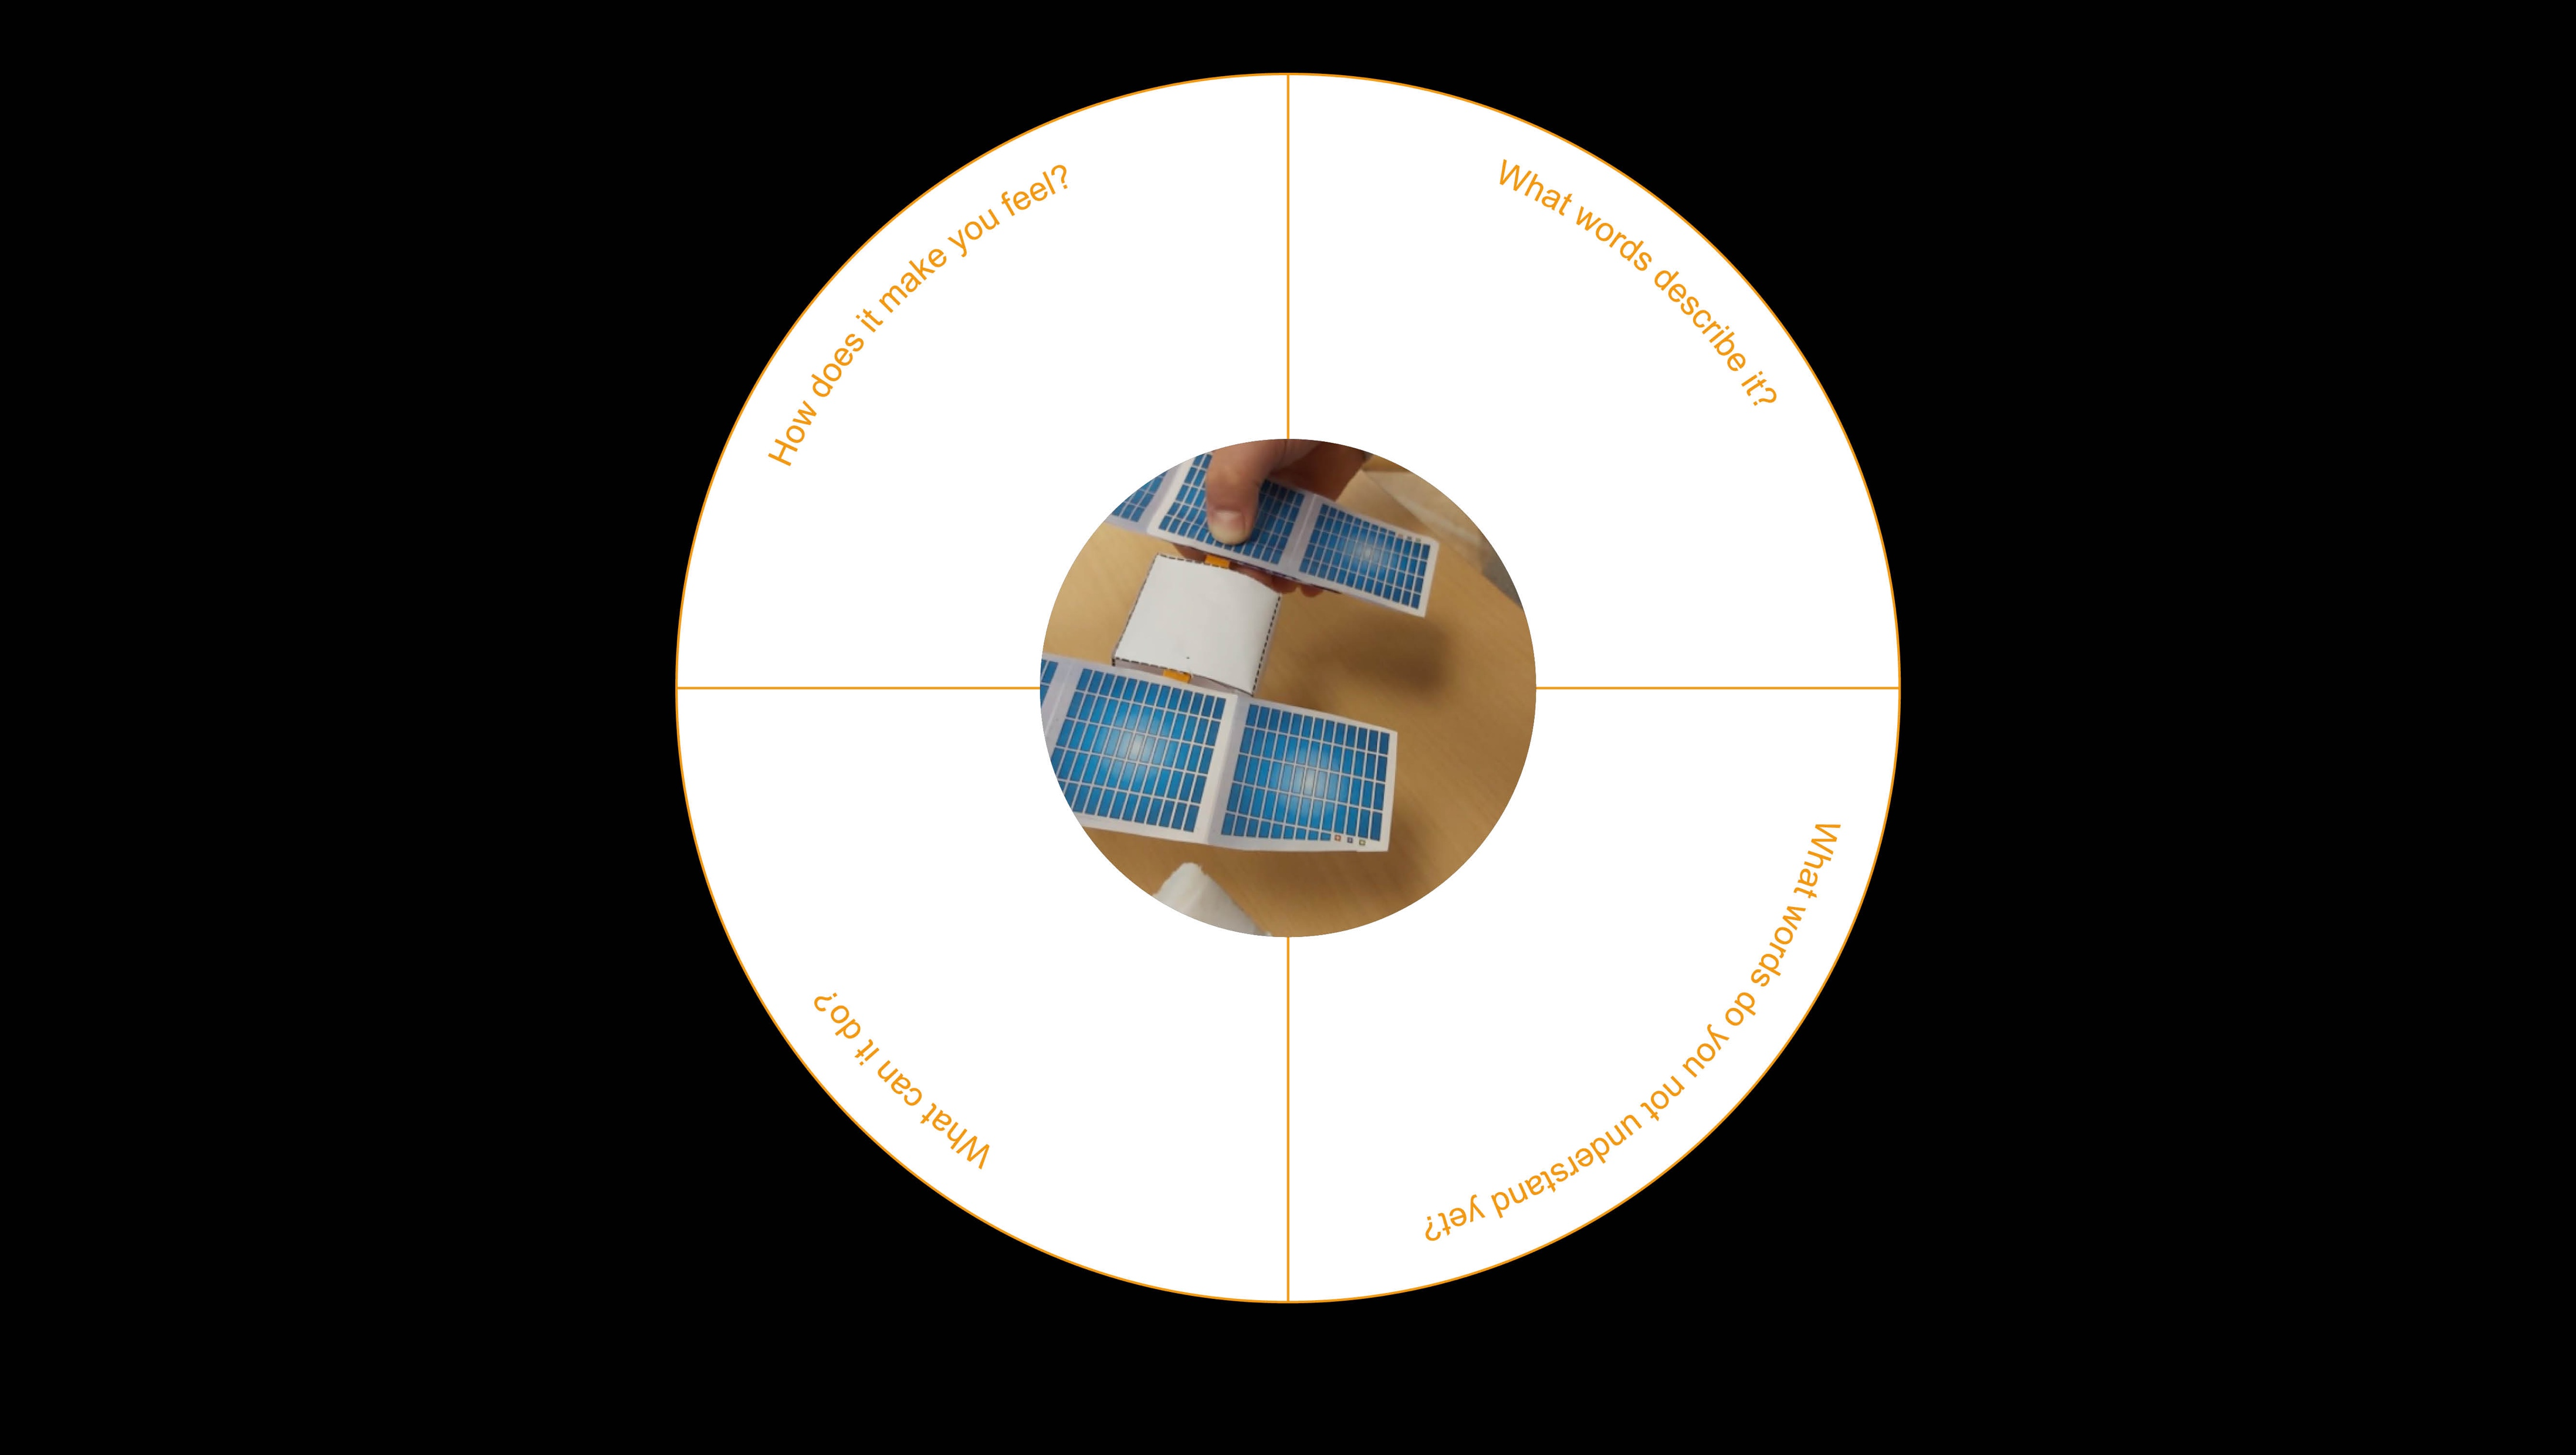 How does it make you feel?
What words describe it?
What can it do?
What words do you not understand yet?